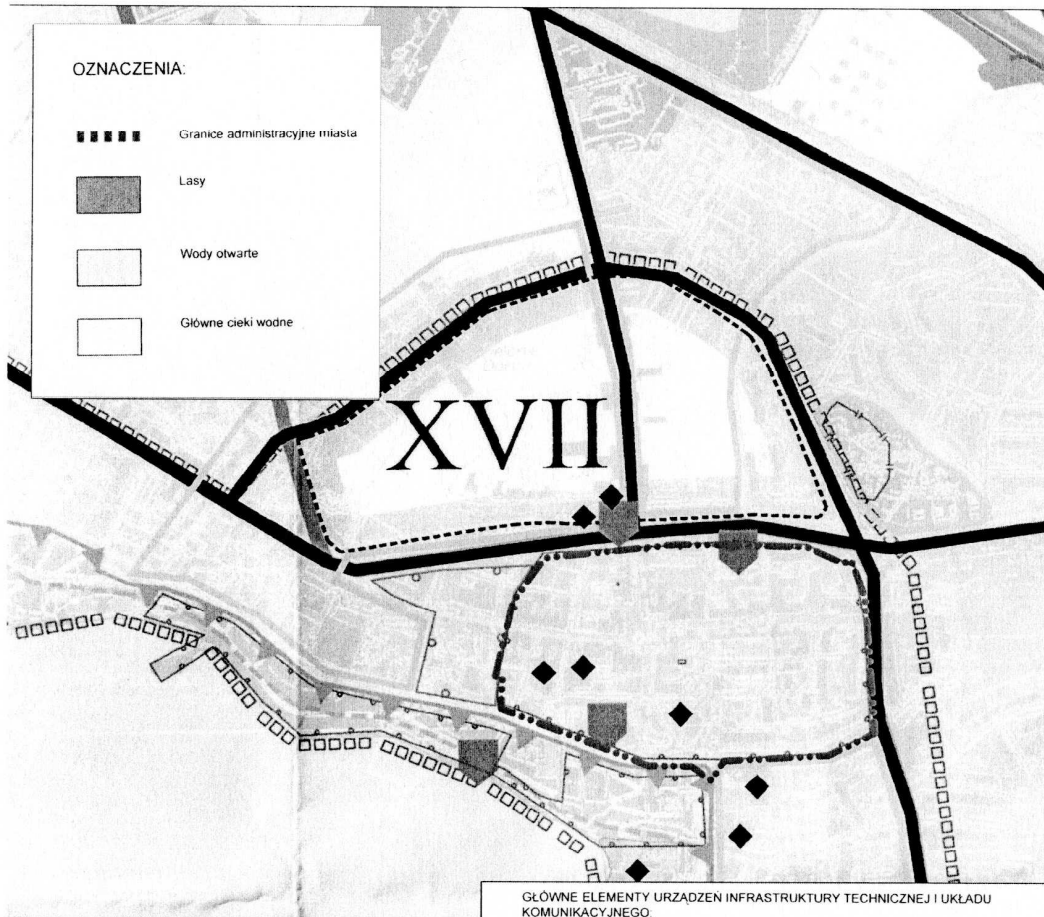 OZNACZENIA:
Granice administracyjne miasta
Lasy
Wody otwarte
Główne cieki wodne
XVII
GŁÓWNE ELEMENTY URZĄDZEŃ INFRASTRUKTURY TECHNICZNEJ I UKŁADU
KOMUNIKACYJNEGO: